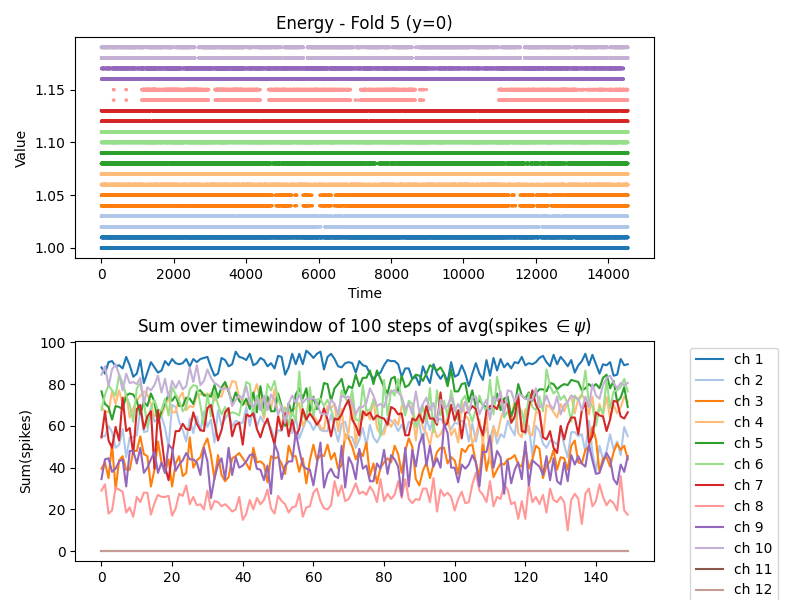 Energy - Fold 5 (y=0)
Value
1.15
1.10
1.05
1.00
0 2000 4000 6000 8000 10000 12000 14000
Time
Sum over timewindow of 100 steps of avg(spikes ∈ ψ)
Sum(spikes)
100
80
60
40
20
0
0 20 40 60 80 100 120 140
ch 1
ch 2
ch 3
ch 4
ch 5
ch 6
ch 7
ch 8
ch 9
ch 10
ch 11
ch 12